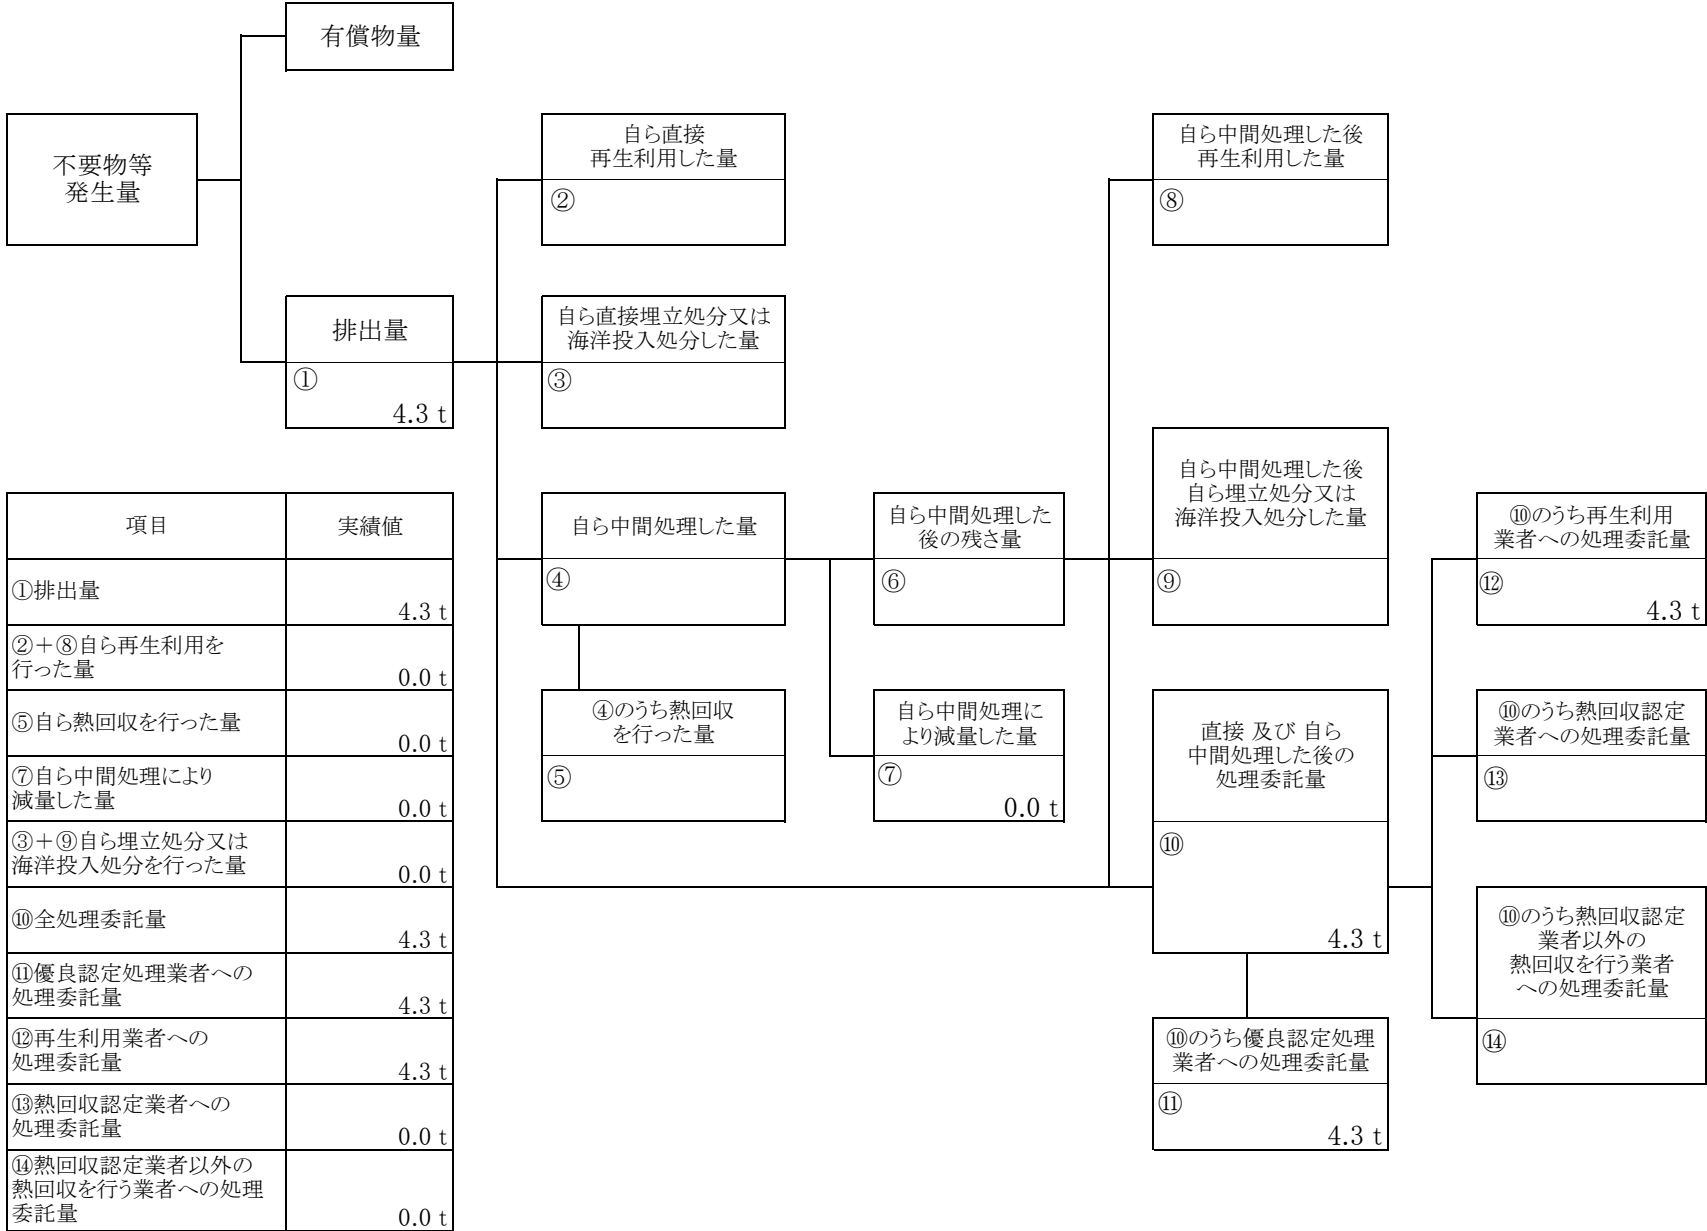 有償物量
不要物等
発生量
自ら直接
再生利用した量
②
自ら中間処理した後
再生利用した量
⑧
排出量
①
4.3 t
自ら直接埋立処分又は
海洋投入処分した量
③
自ら中間処理した量
④
自ら中間処理した
後の残さ量
⑥
自ら中間処理した後
自ら埋立処分又は
海洋投入処分した量
⑨
⑩のうち再生利用
業者への処理委託量
⑫
4.3 t
④のうち熱回収
を行った量
⑤
自ら中間処理に
より減量した量
⑦
0.0 t
直接 及び 自ら
中間処理した後の
処理委託量
⑩
4.3 t
⑩のうち熱回収認定
業者への処理委託量
⑬
⑩のうち熱回収認定
業者以外の
熱回収を行う業者
への処理委託量
⑭
⑩のうち優良認定処理
業者への処理委託量
⑪
4.3 t
項目 実績値
①排出量
4.3 t
②＋⑧自ら再生利用を
行った量
0.0 t
⑤自ら熱回収を行った量
0.0 t
⑦自ら中間処理により
減量した量
0.0 t
③＋⑨自ら埋立処分又は
海洋投入処分を行った量
0.0 t
⑩全処理委託量
4.3 t
⑪優良認定処理業者への
処理委託量
4.3 t
⑫再生利用業者への
処理委託量
4.3 t
⑬熱回収認定業者への
処理委託量
0.0 t
⑭熱回収認定業者以外の
熱回収を行う業者への処理
委託量
0.0 t